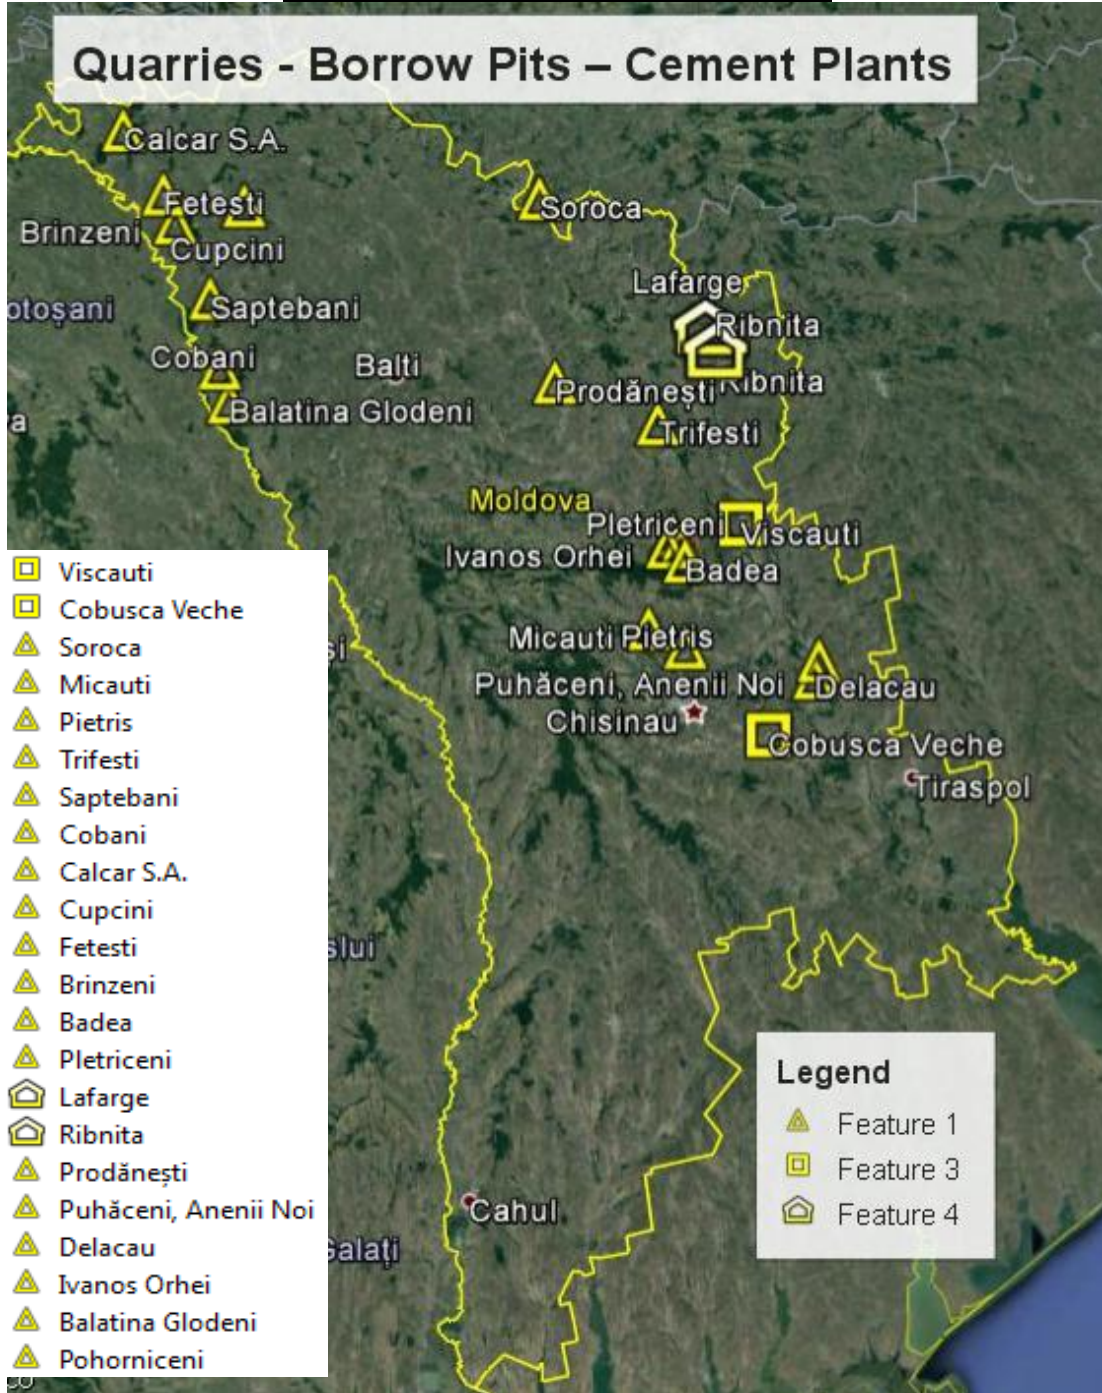 Quarries - Borrow Pits – Cement Plants
Calcar S.A.
Fetesti
Soroca
Brinzeni
Cupcini
Lafarge
otoșani
Saptebani
Ribnita
Cobani
Balti
Prodănești
Ribnita
Balatina Glodeni
Trifesti
Moldova
Pletriceni
Viscauti
Ivanos Orhei
Badea
Micauti
Pietris
Puhăceni, Anenii Noi
Delacau
Chisinau
Cobusca Veche
Tiraspol
slui
Cahul
Galați
Viscauti
Cobusca Veche
Soroca
Micauti
Pietris
Trifesti
Saptebani
Cobani
Calcar S.A.
Cupcini
Fetesti
Brinzeni
Badea
Pletriceni
Lafarge
Ribnita
Prodănești
Puhăceni, Anenii Noi
Delacau
Ivanos Orhei
Balatina Glodeni
Pohorniceni
Legend
Feature 1
Feature 3
Feature 4